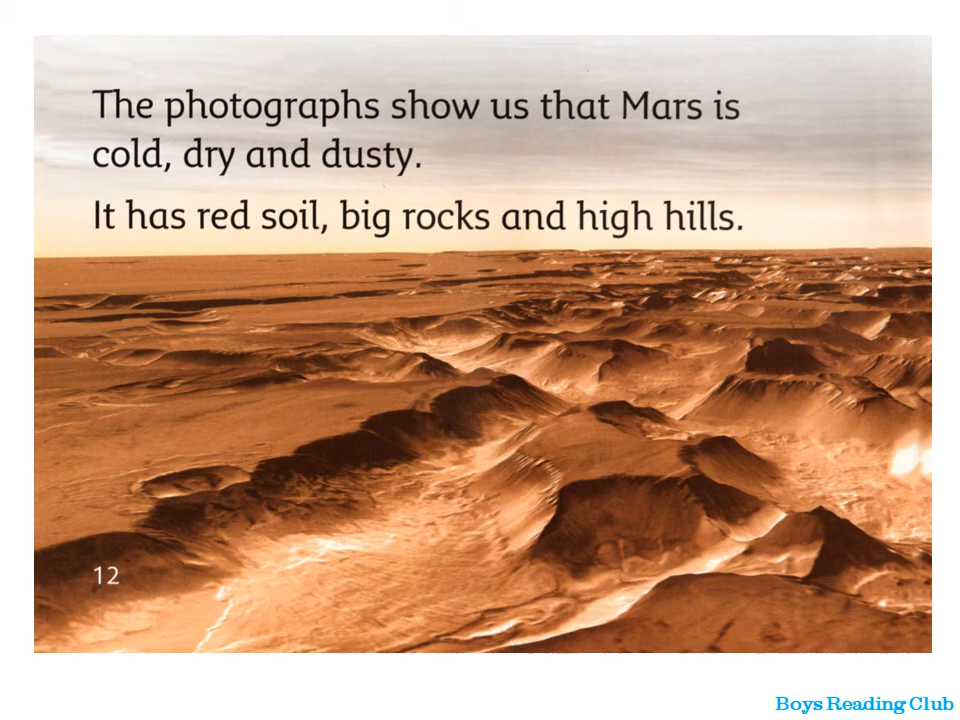 The photographs show us that Mars is
cold, dry and dusty.
It has red soil, big rocks and high hills.
12
Boys Reading Club